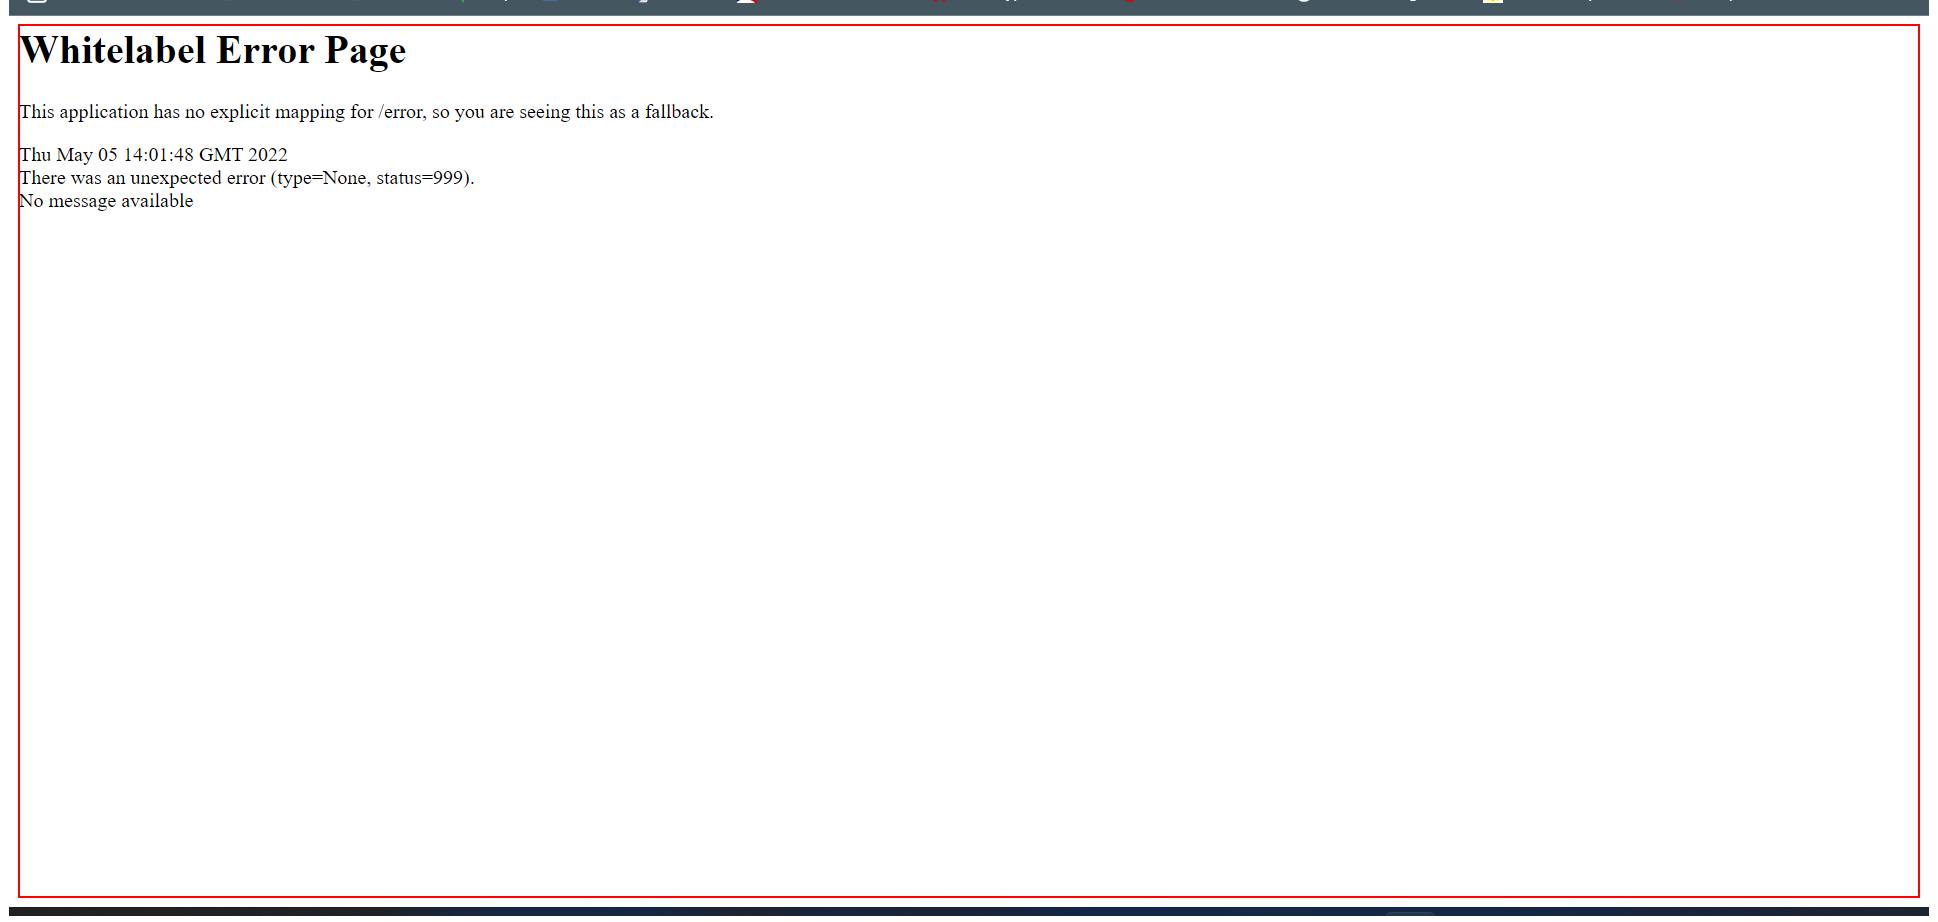 Whitelabel Error Page
This application has no explicit mapping for /error, so you are seeing this as a fallback.
Thu May 05 14:01:48 GMT 2022
There was an unexpected error (type=None, status=999).
No message available